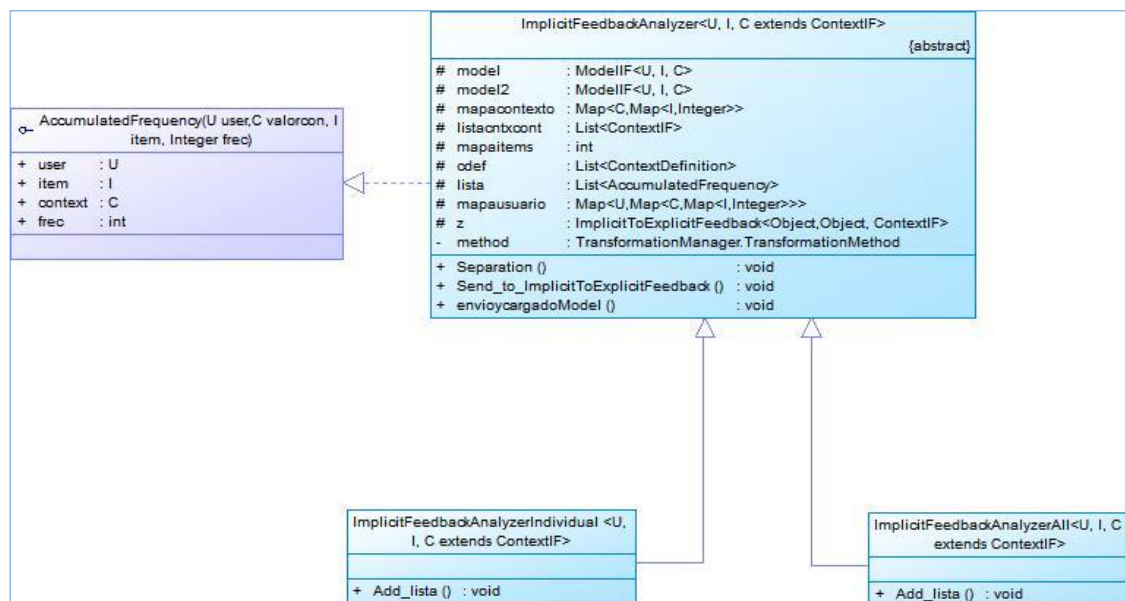 ImplicitFeedbackAnalyzer<U, I, C extends ContextIF>
{abstract}
# model : ModelIF<U, I, C>
# model2 : ModelIF<U, I, C>
# mapacontexto : Map<C,Map<I,Integer>>
# listacntxcont : List<ContextIF>
# mapaitems : int
# cdef : List<ContextDefinition>
# lista : List<AccumulatedFrequency>
# mapausuario : Map<U,Map<C,Map<I,Integer>>>
# z : ImplicitToExplicitFeedback<Object,Object, ContextIF>
- method : TransformationManager.TransformationMethod
+ Separation () : void
+ Send_to_ImplicitToExplicitFeedback () : void
+ envioycargadoModel () : void
AccumulatedFrequency(U user,C valorcon, I
item, Integer frec)
+ user : U
+ item : I
+ context : C
+ frec : int
ImplicitFeedbackAnalyzerIndividual <U,
I, C extends ContextIF>
+ Add_lista () : void
ImplicitFeedbackAnalyzerAll<U, I, C
extends ContextIF>
+ Add_lista () : void